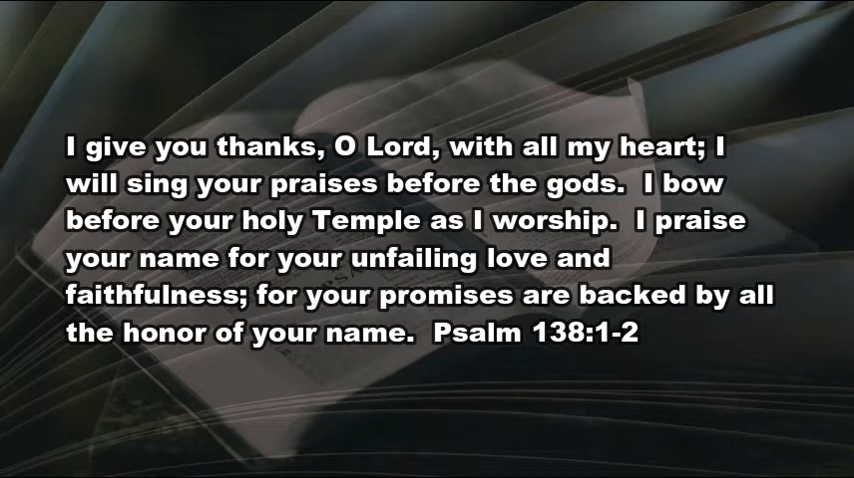 I give you thanks, O Lord, with all my heart; I
will sing your praises before the gods.  I bow
before your holy Temple as I worship.  I praise
your name for your unfailing love and
faithfulness; for your promises are backed by all
the honor of your name.  Psalm 138:1-2